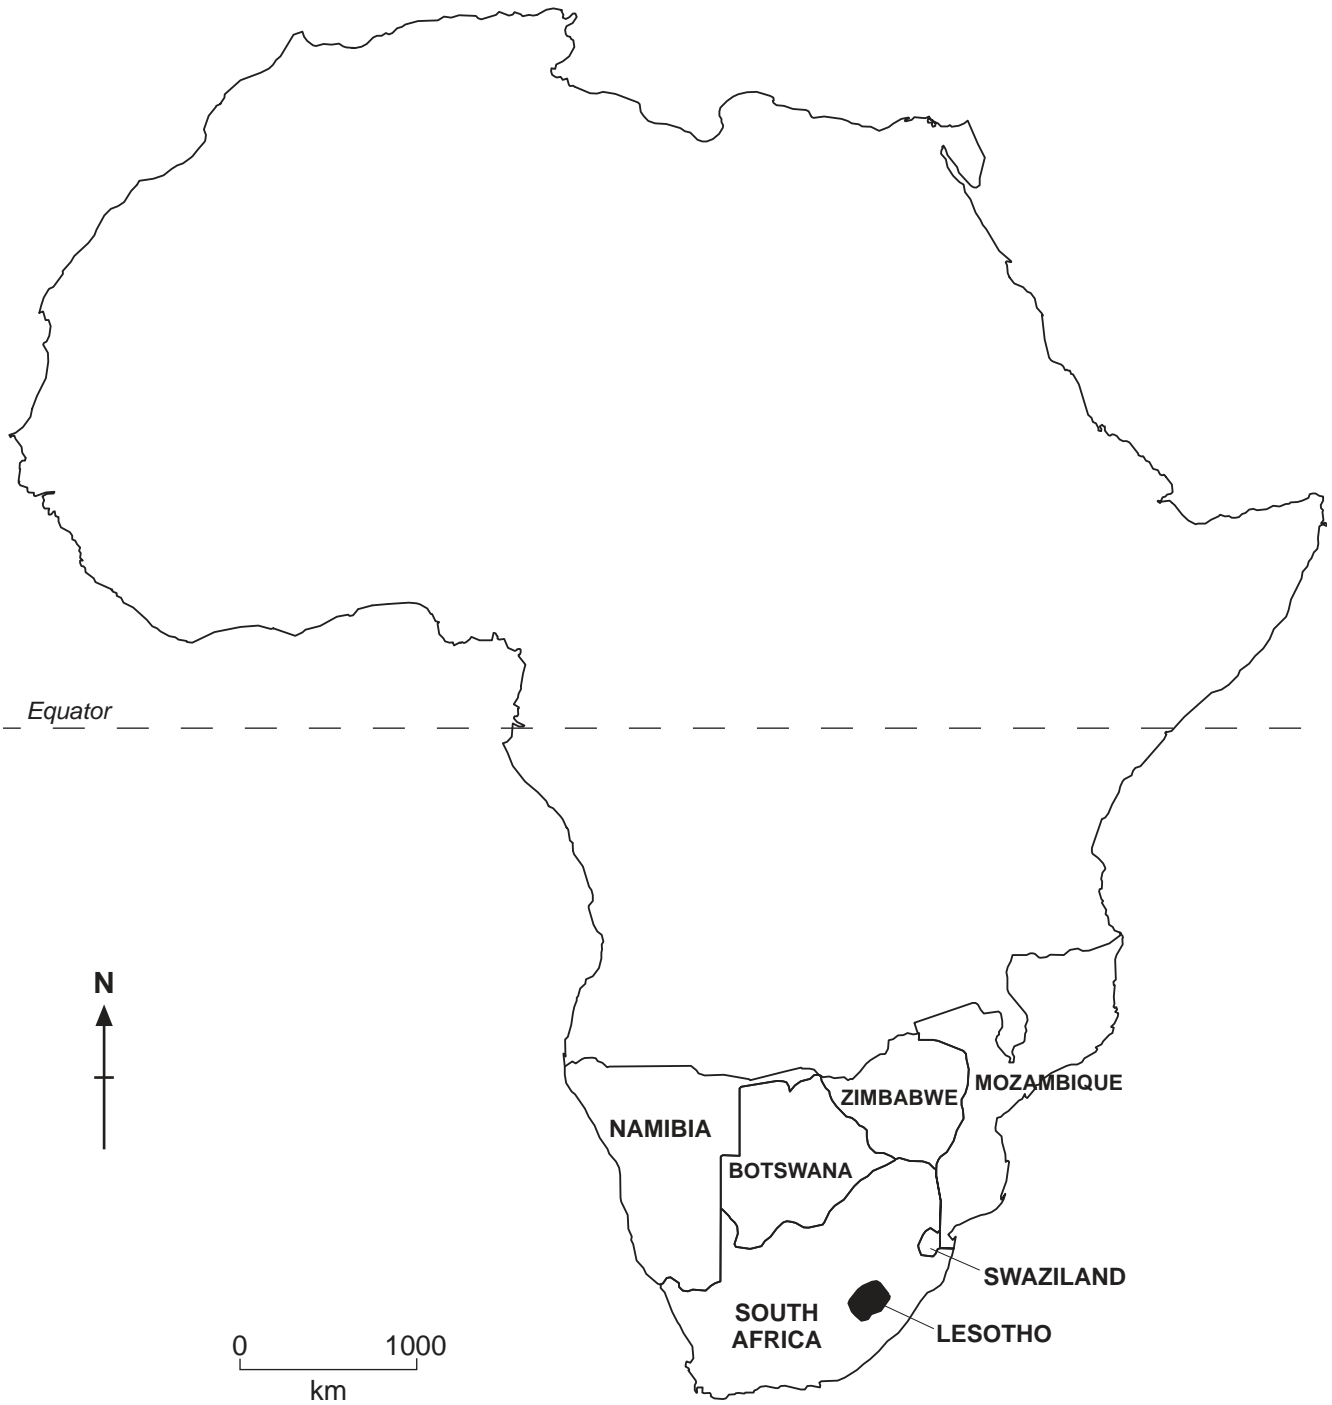 Equator
N
MOZAMBIQUE
ZIMBABWE
NAMIBIA
BOTSWANA
SWAZILAND
SOUTH
AFRICA
LESOTHO
0 1000
km